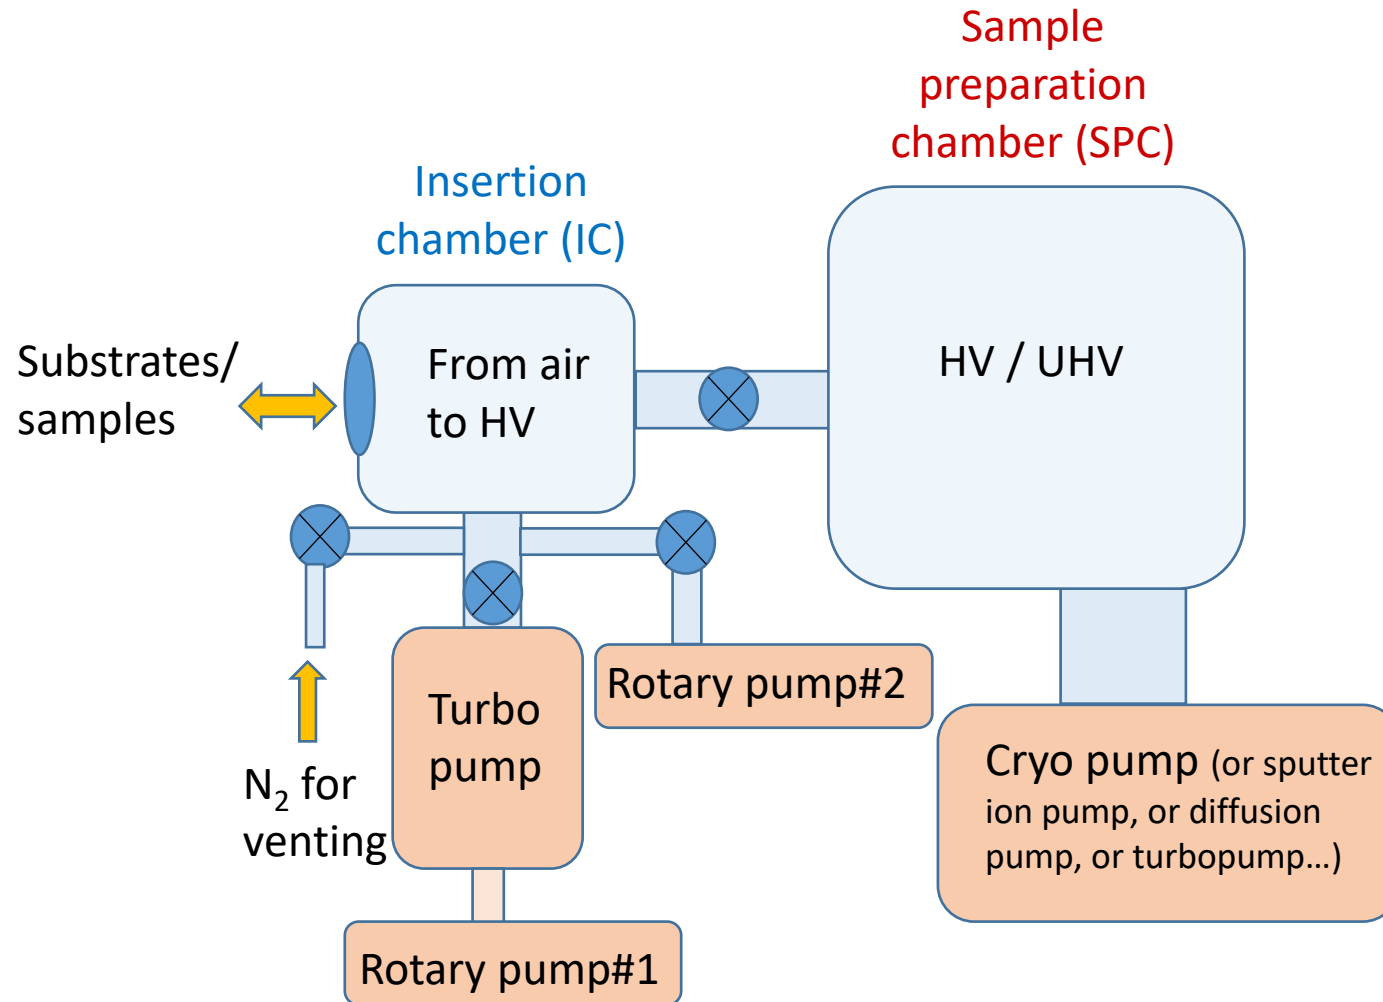 Sample
preparation
chamber (SPC)
Insertion
chamber (IC)
Substrates/
samples
From air
to HV
HV / UHV
Turbo
pump
Rotary pump#2
N₂ for
venting
Cryo pump (or sputter
ion pump, or diffusion
pump, or turbopump...)
Rotary pump#1